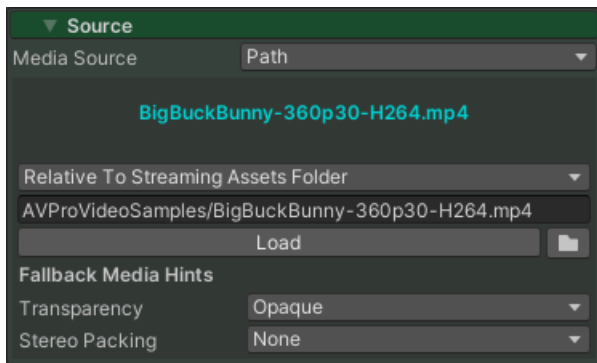 Source
Media Source Path
BigBuckBunny-360p30-H264.mp4
Relative To Streaming Assets Folder
AVProVideoSamples/BigBuckBunny-360p30-H264.mp4
Load
Fallback Media Hints
Transparency Opaque
Stereo Packing None